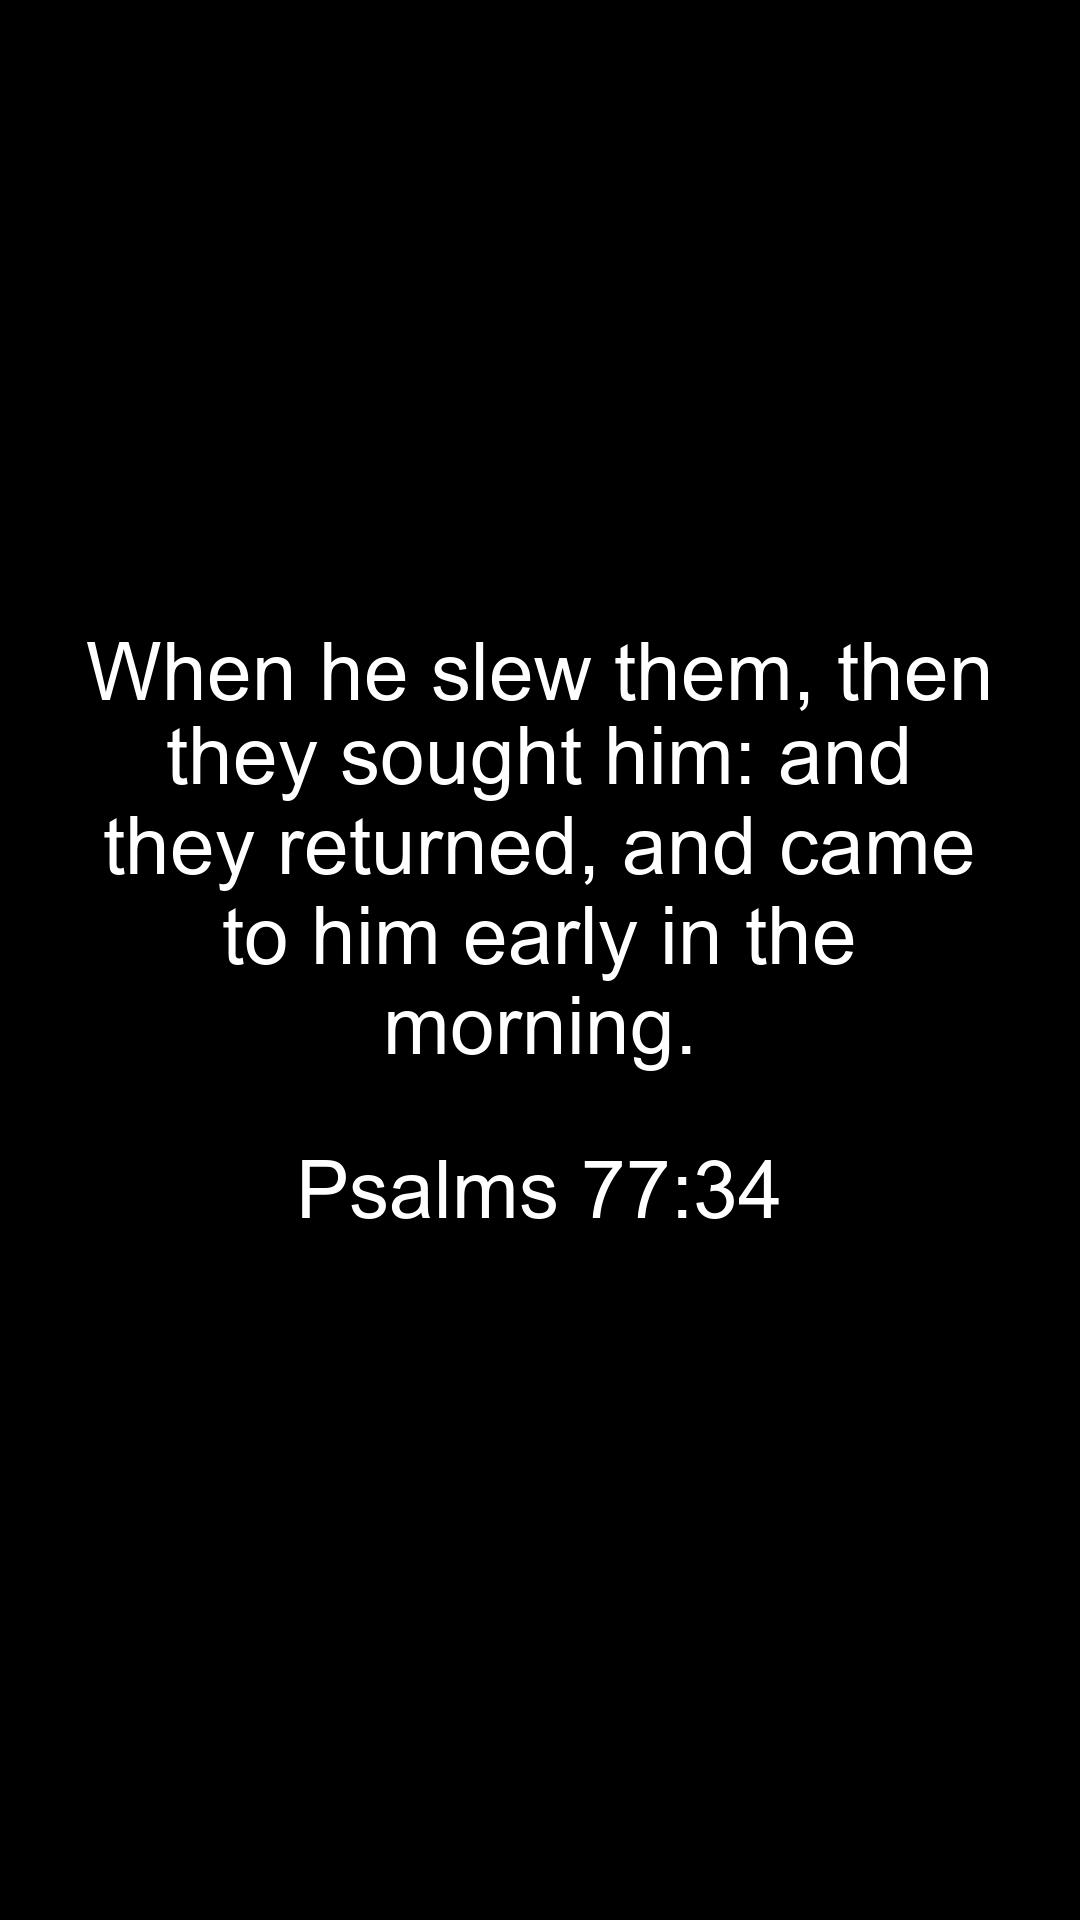 When he slew them, then
they sought him: and
they returned, and came
to him early in the
morning.
Psalms 77:34